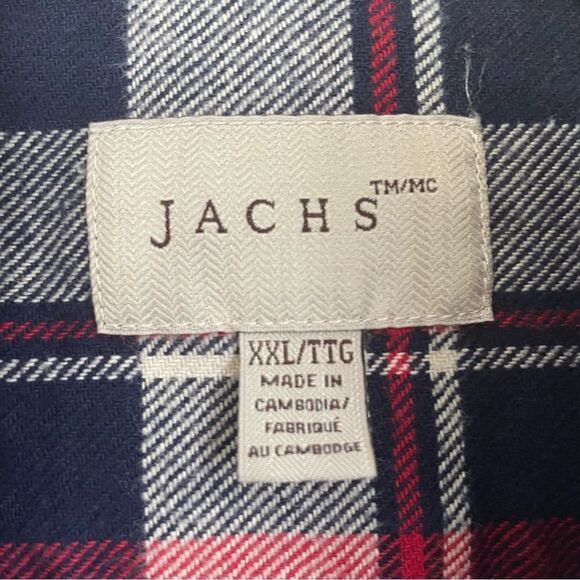 JACHS TM/MC
XXL/TTG
MADE IN
CAMBODIA/
FABRIQUÉ
AU CAMBODGE